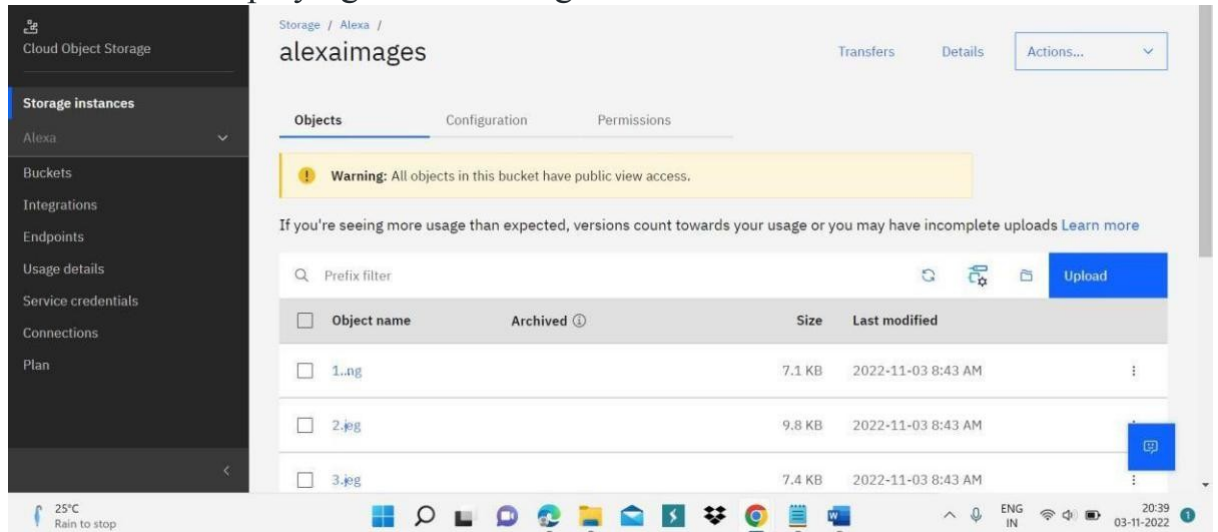 Cloud Object Storage
Storage instances
Alexa
Buckets
Integrations
Endpoints
Usage details
Service credentials
Connections
Plan
Storage / Alexa /
alexaimages
Transfers Details Actions...
Objects Configuration Permissions
Warning: All objects in this bucket have public view access.
If you're seeing more usage than expected, versions count towards your usage or you may have incomplete uploads Learn more
Prefix filter Upload
Object name Archived Size Last modified
1..ng 7.1 KB 2022-11-03 8:43 AM
2.jeg 9.8 KB 2022-11-03 8:43 AM
3.jeg 7.4 KB 2022-11-03 8:43 AM
25°C
Rain to stop
ENG
IN
20:39
03-11-2022
1